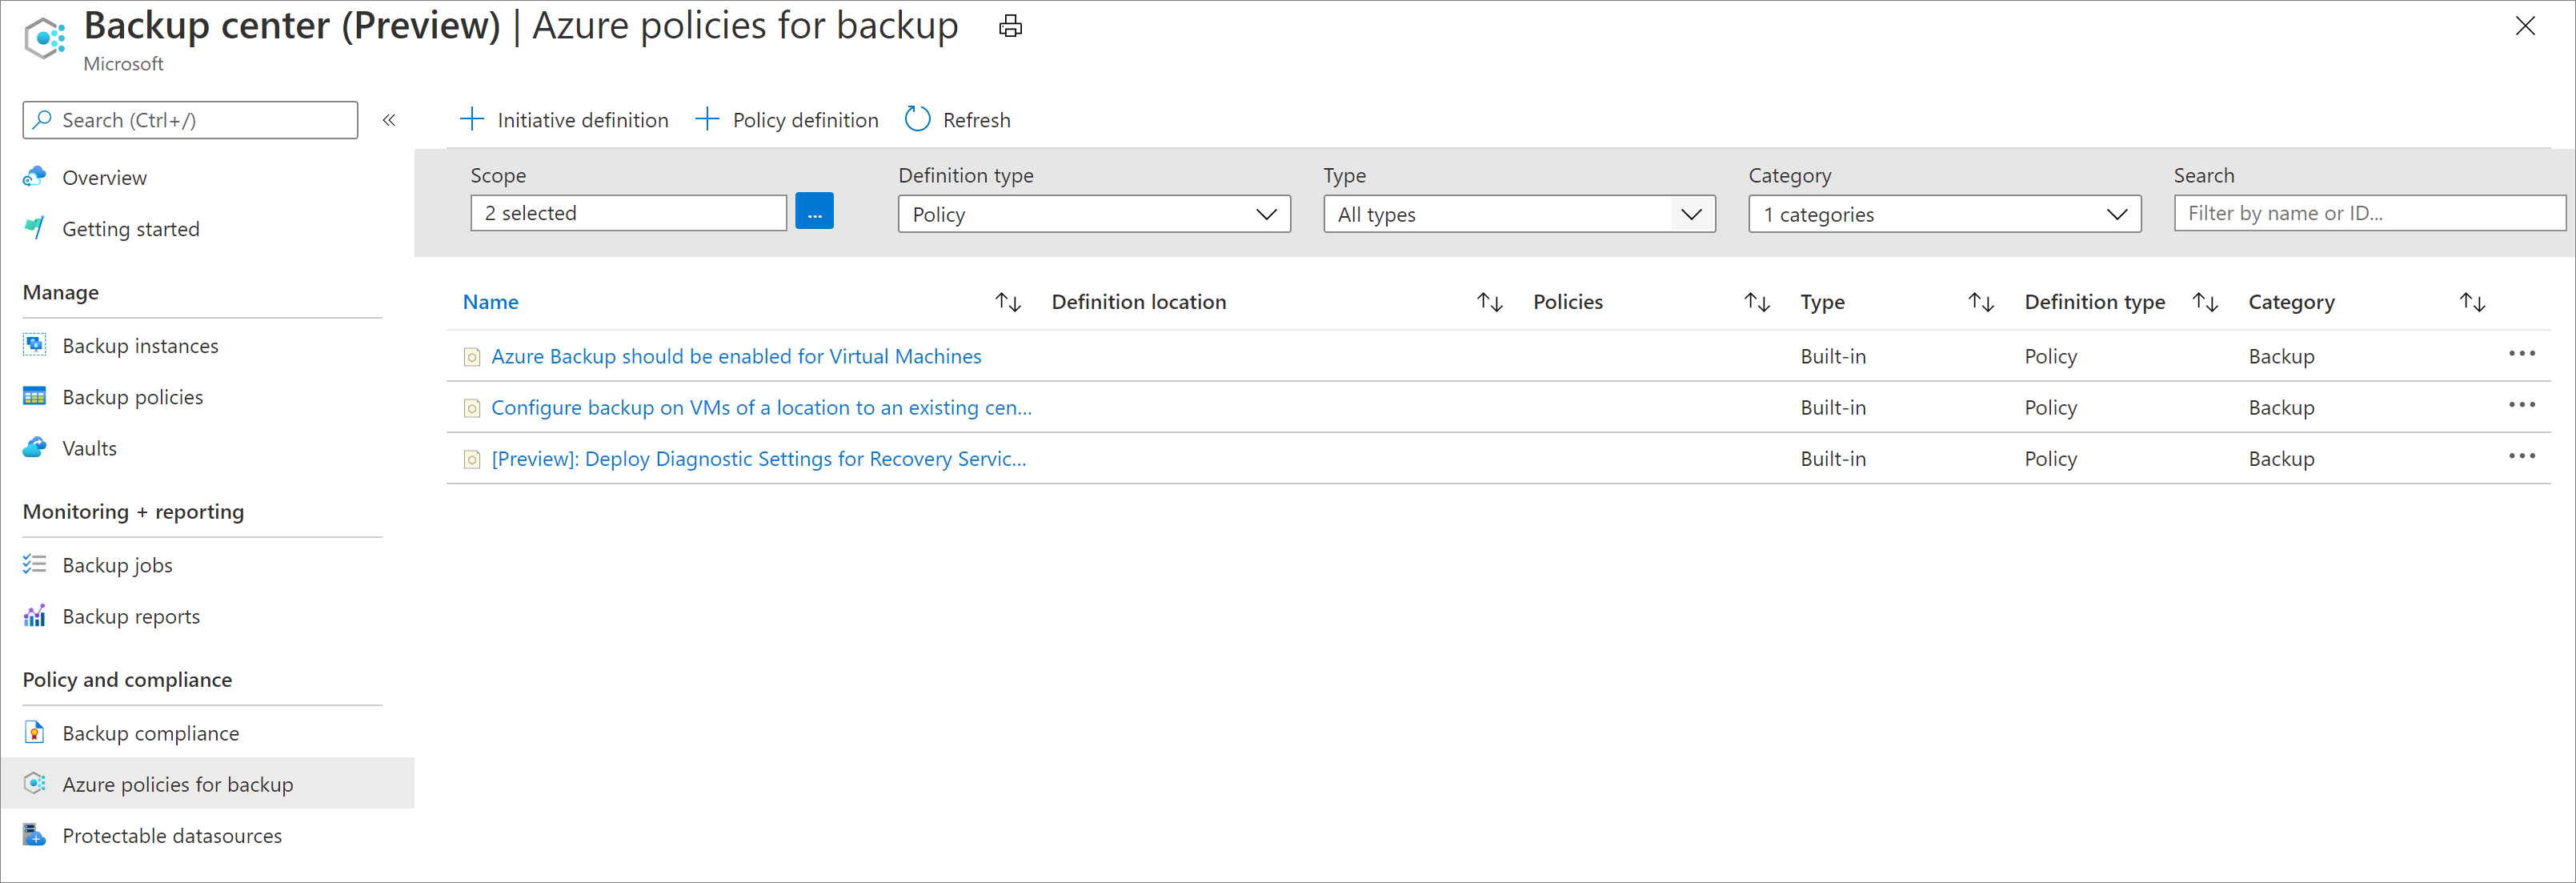 Backup center (Preview) | Azure policies for backup
Microsoft
Search (Ctrl+/)
«
Overview
Getting started
Manage
Backup instances
Backup policies
Vaults
Monitoring + reporting
Backup jobs
Backup reports
Policy and compliance
Backup compliance
Azure policies for backup
Protectable datasources
Initiative definition
Policy definition
Refresh
Scope
2 selected
...
Definition type
Policy
Type
All types
Category
1 categories
Search
Filter by name or ID...
Name Definition location Policies Type Definition type Category
Azure Backup should be enabled for Virtual Machines Built-in Policy Backup
Configure backup on VMs of a location to an existing cen... Built-in Policy Backup
[Preview]: Deploy Diagnostic Settings for Recovery Servic... Built-in Policy Backup